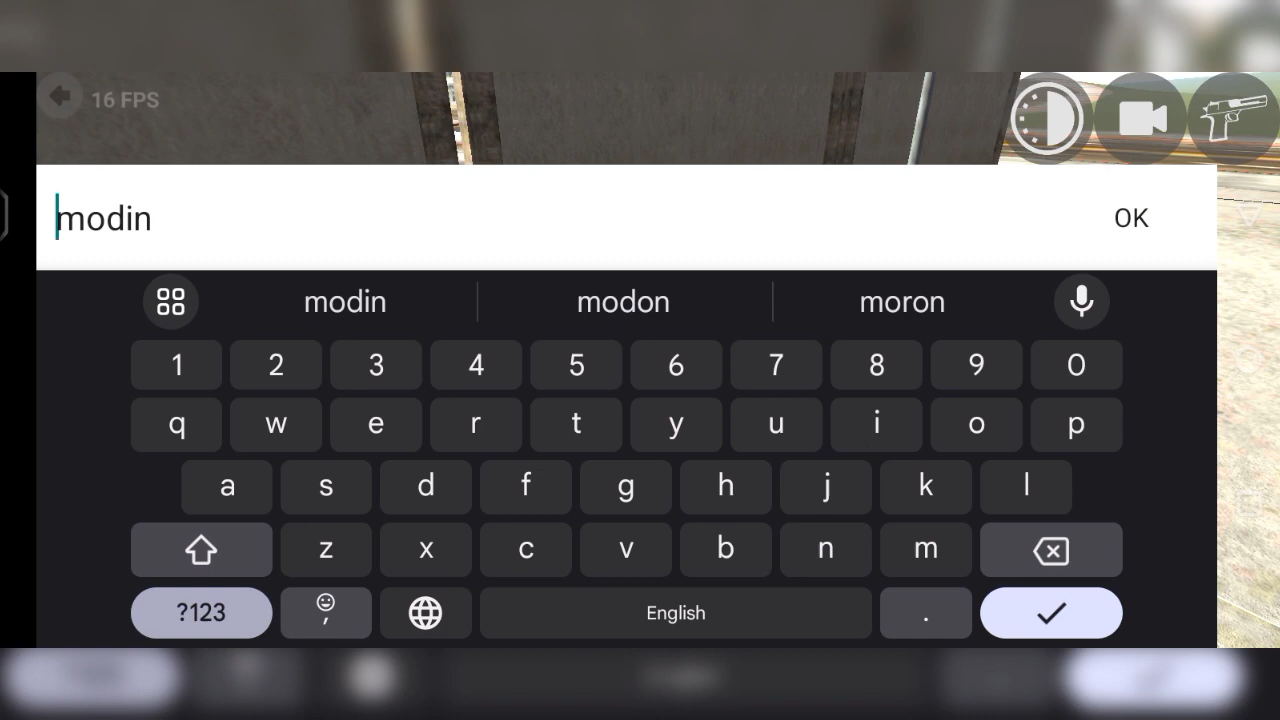 16 FPS
modin OK
modin modon moron
1 2 3 4 5 6 7 8 9 0
q w e r t y u i o p
a s d f g h j k l
z x c v b n m
?123 , English .